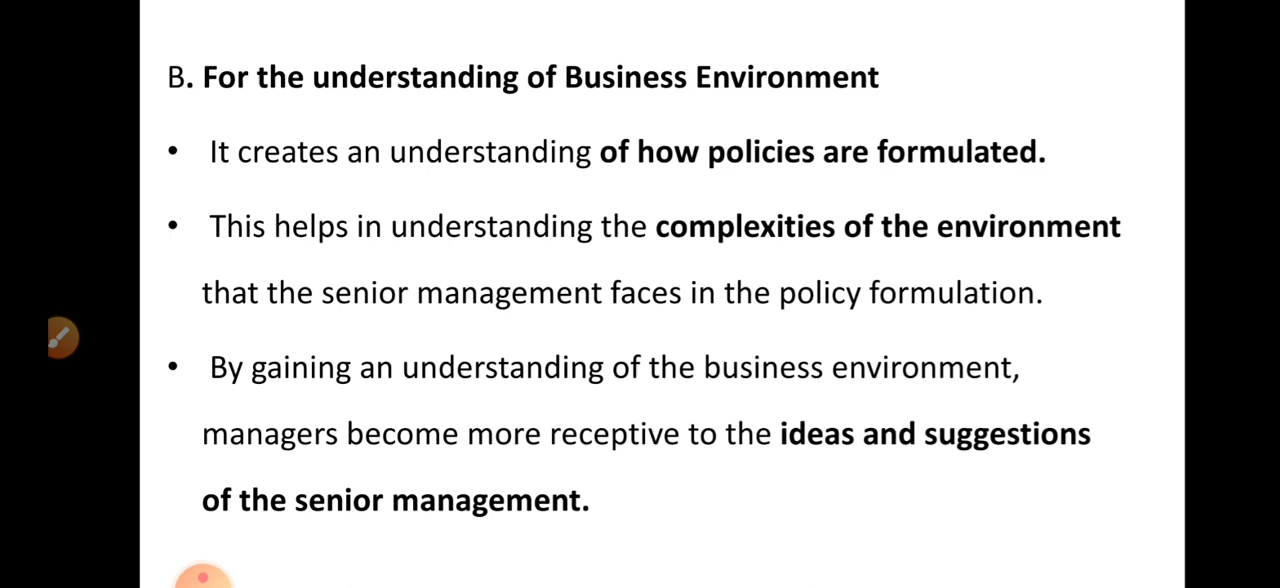 B. For the understanding of Business Environment
• It creates an understanding of how policies are formulated.
• This helps in understanding the complexities of the environment
that the senior management faces in the policy formulation.
• By gaining an understanding of the business environment,
managers become more receptive to the ideas and suggestions
of the senior management.